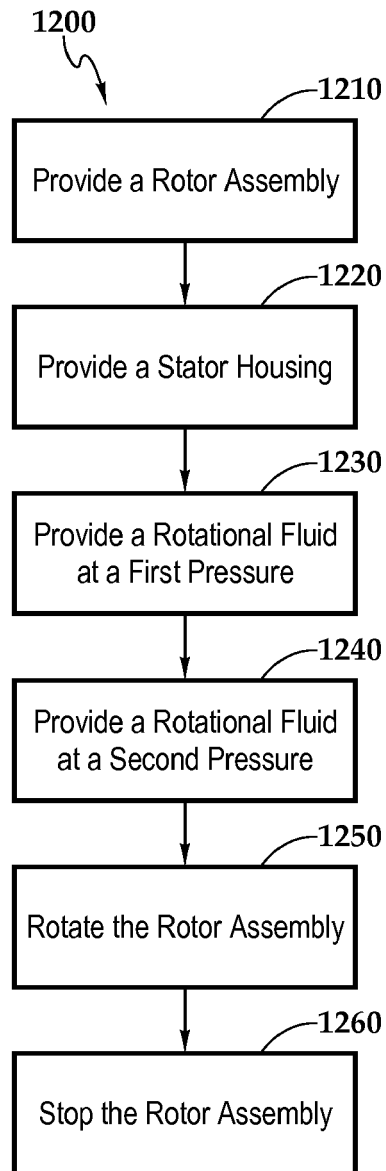 1200
1210
Provide a Rotor Assembly
1220
Provide a Stator Housing
1230
Provide a Rotational Fluid
at a First Pressure
1240
Provide a Rotational Fluid
at a Second Pressure
1250
Rotate the Rotor Assembly
1260
Stop the Rotor Assembly